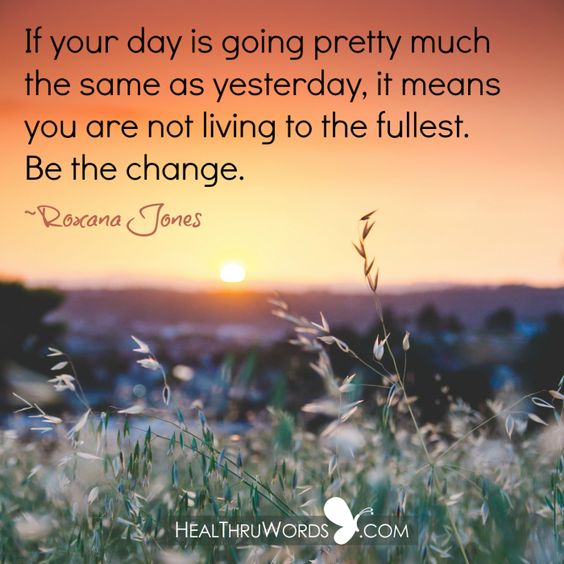 If your day is going pretty much
the same as yesterday, it means
you are not living to the fullest.
Be the change.
~Roxana Jones
HEALTHRUWORDS.COM